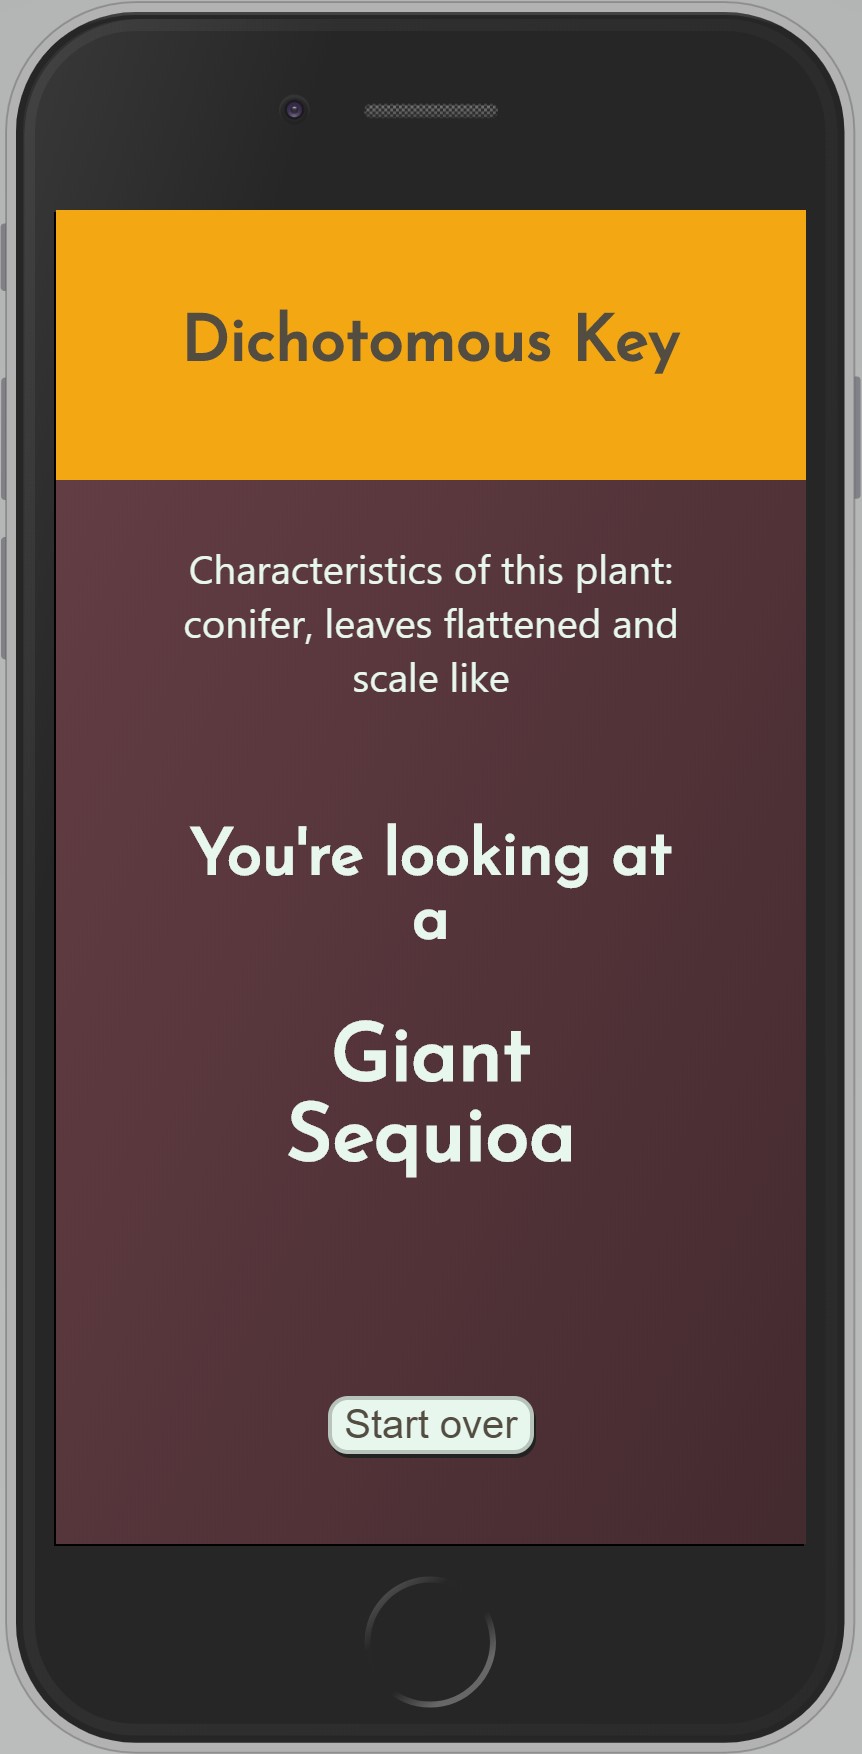 Dichotomous Key
Characteristics of this plant:
conifer, leaves flattened and
scale like
You're looking at
a
Giant
Sequioa
Start over